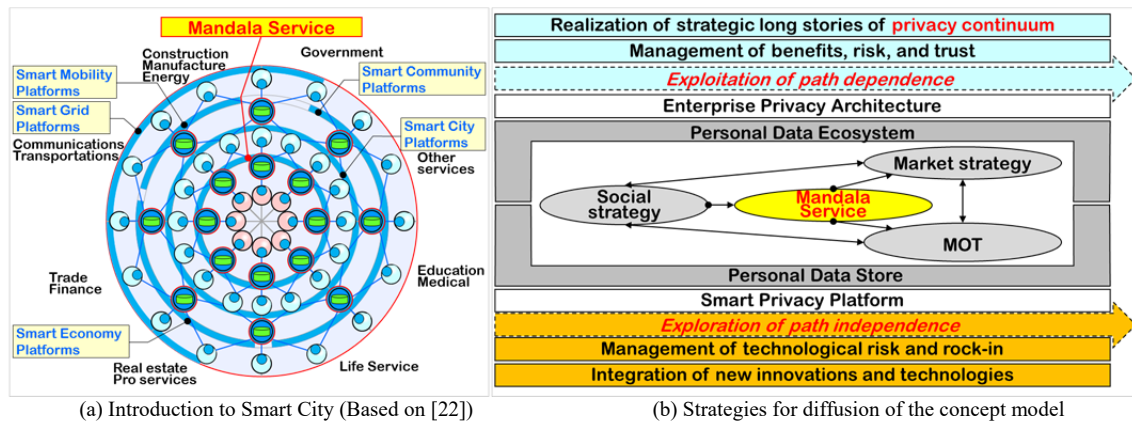 Mandala Service
Construction
Manufacture
Energy
Government
Smart Mobility
Platforms
Smart Community
Platforms
Smart Grid
Platforms
Smart City
Platforms
Communications
Transportations
Other
services
Trade
Finance
Education
Medical
Smart Economy
Platforms
Real estate
Pro services
Life Service
(a) Introduction to Smart City (Based on [22])
Realization of strategic long stories of privacy continuum
Management of benefits, risk, and trust
Exploitation of path dependence
Enterprise Privacy Architecture
Personal Data Ecosystem
Market strategy
Social
strategy
Mandala
Service
MOT
Personal Data Store
Smart Privacy Platform
Exploration of path independence
Management of technological risk and rock-in
Integration of new innovations and technologies
(b) Strategies for diffusion of the concept model